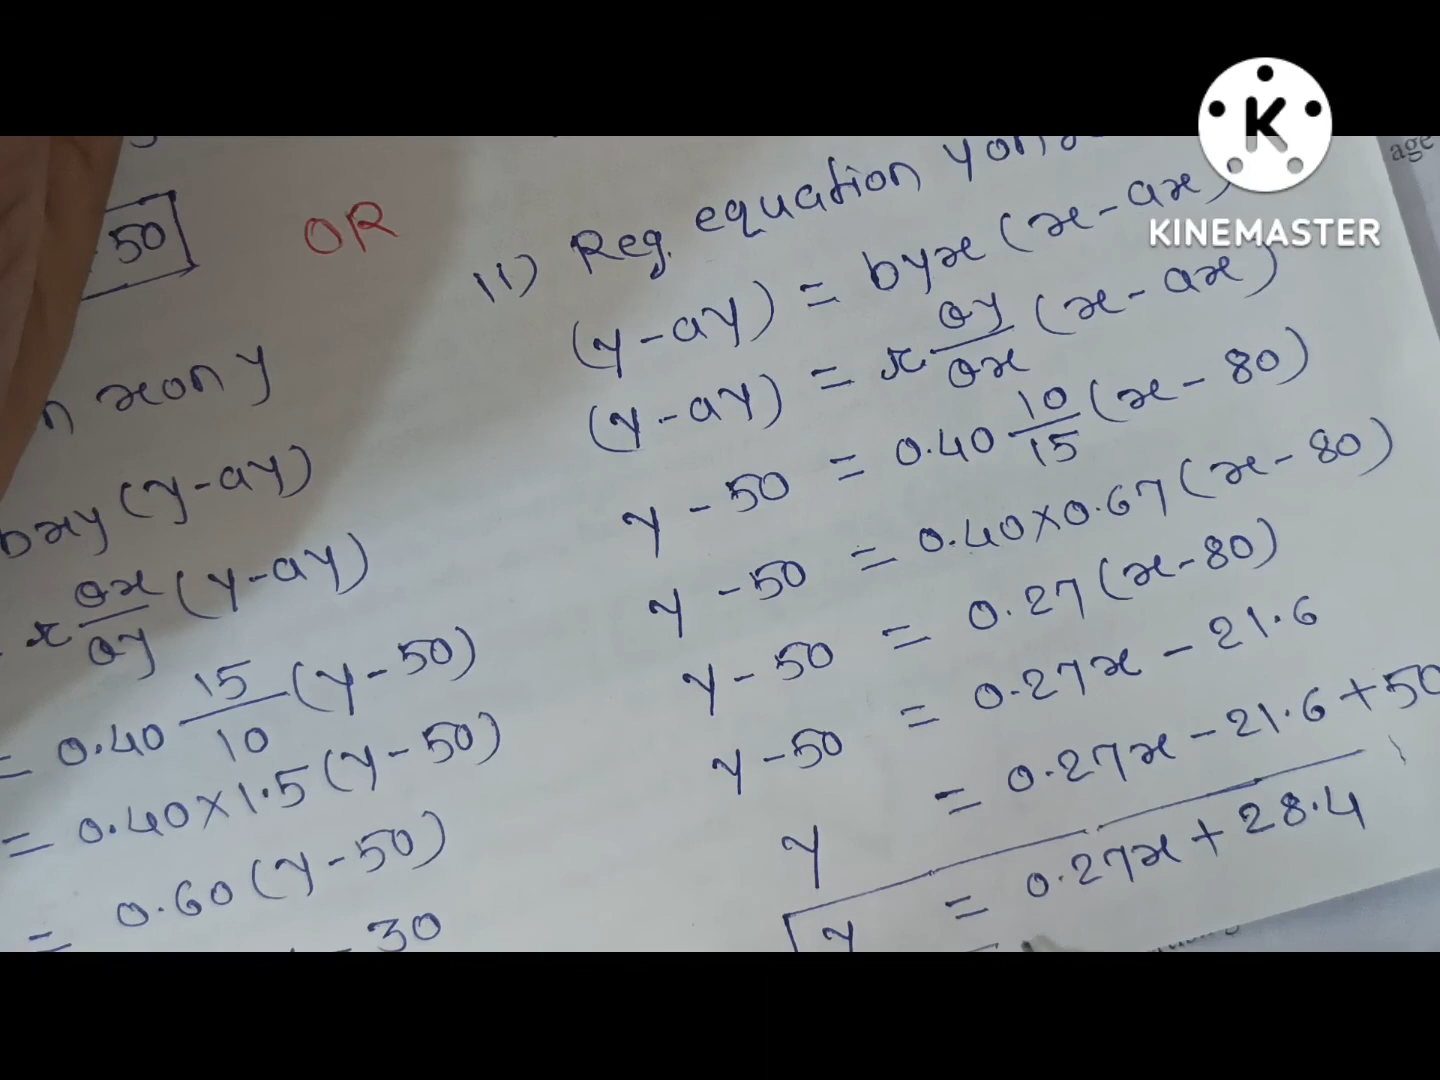 50
OR
n x on y
bxy (y-ay)
r σx/σy (y-ay)
= 0.40 15/10 (y-50)
= 0.40×1.5 (y-50)
= 0.60 (y-50)
- 30
11) Reg. equation y on x
(y-ay) = byx (x-ax)
(y-ay) = r σy/σx (x-ax)
y - 50 = 0.40 10/15 (x-80)
y - 50 = 0.40×0.67 (x-80)
y - 50 = 0.27 (x-80)
y - 50 = 0.27x - 21.6
y = 0.27x - 21.6 + 50
y = 0.27x + 28.4
K
KINEMASTER
age